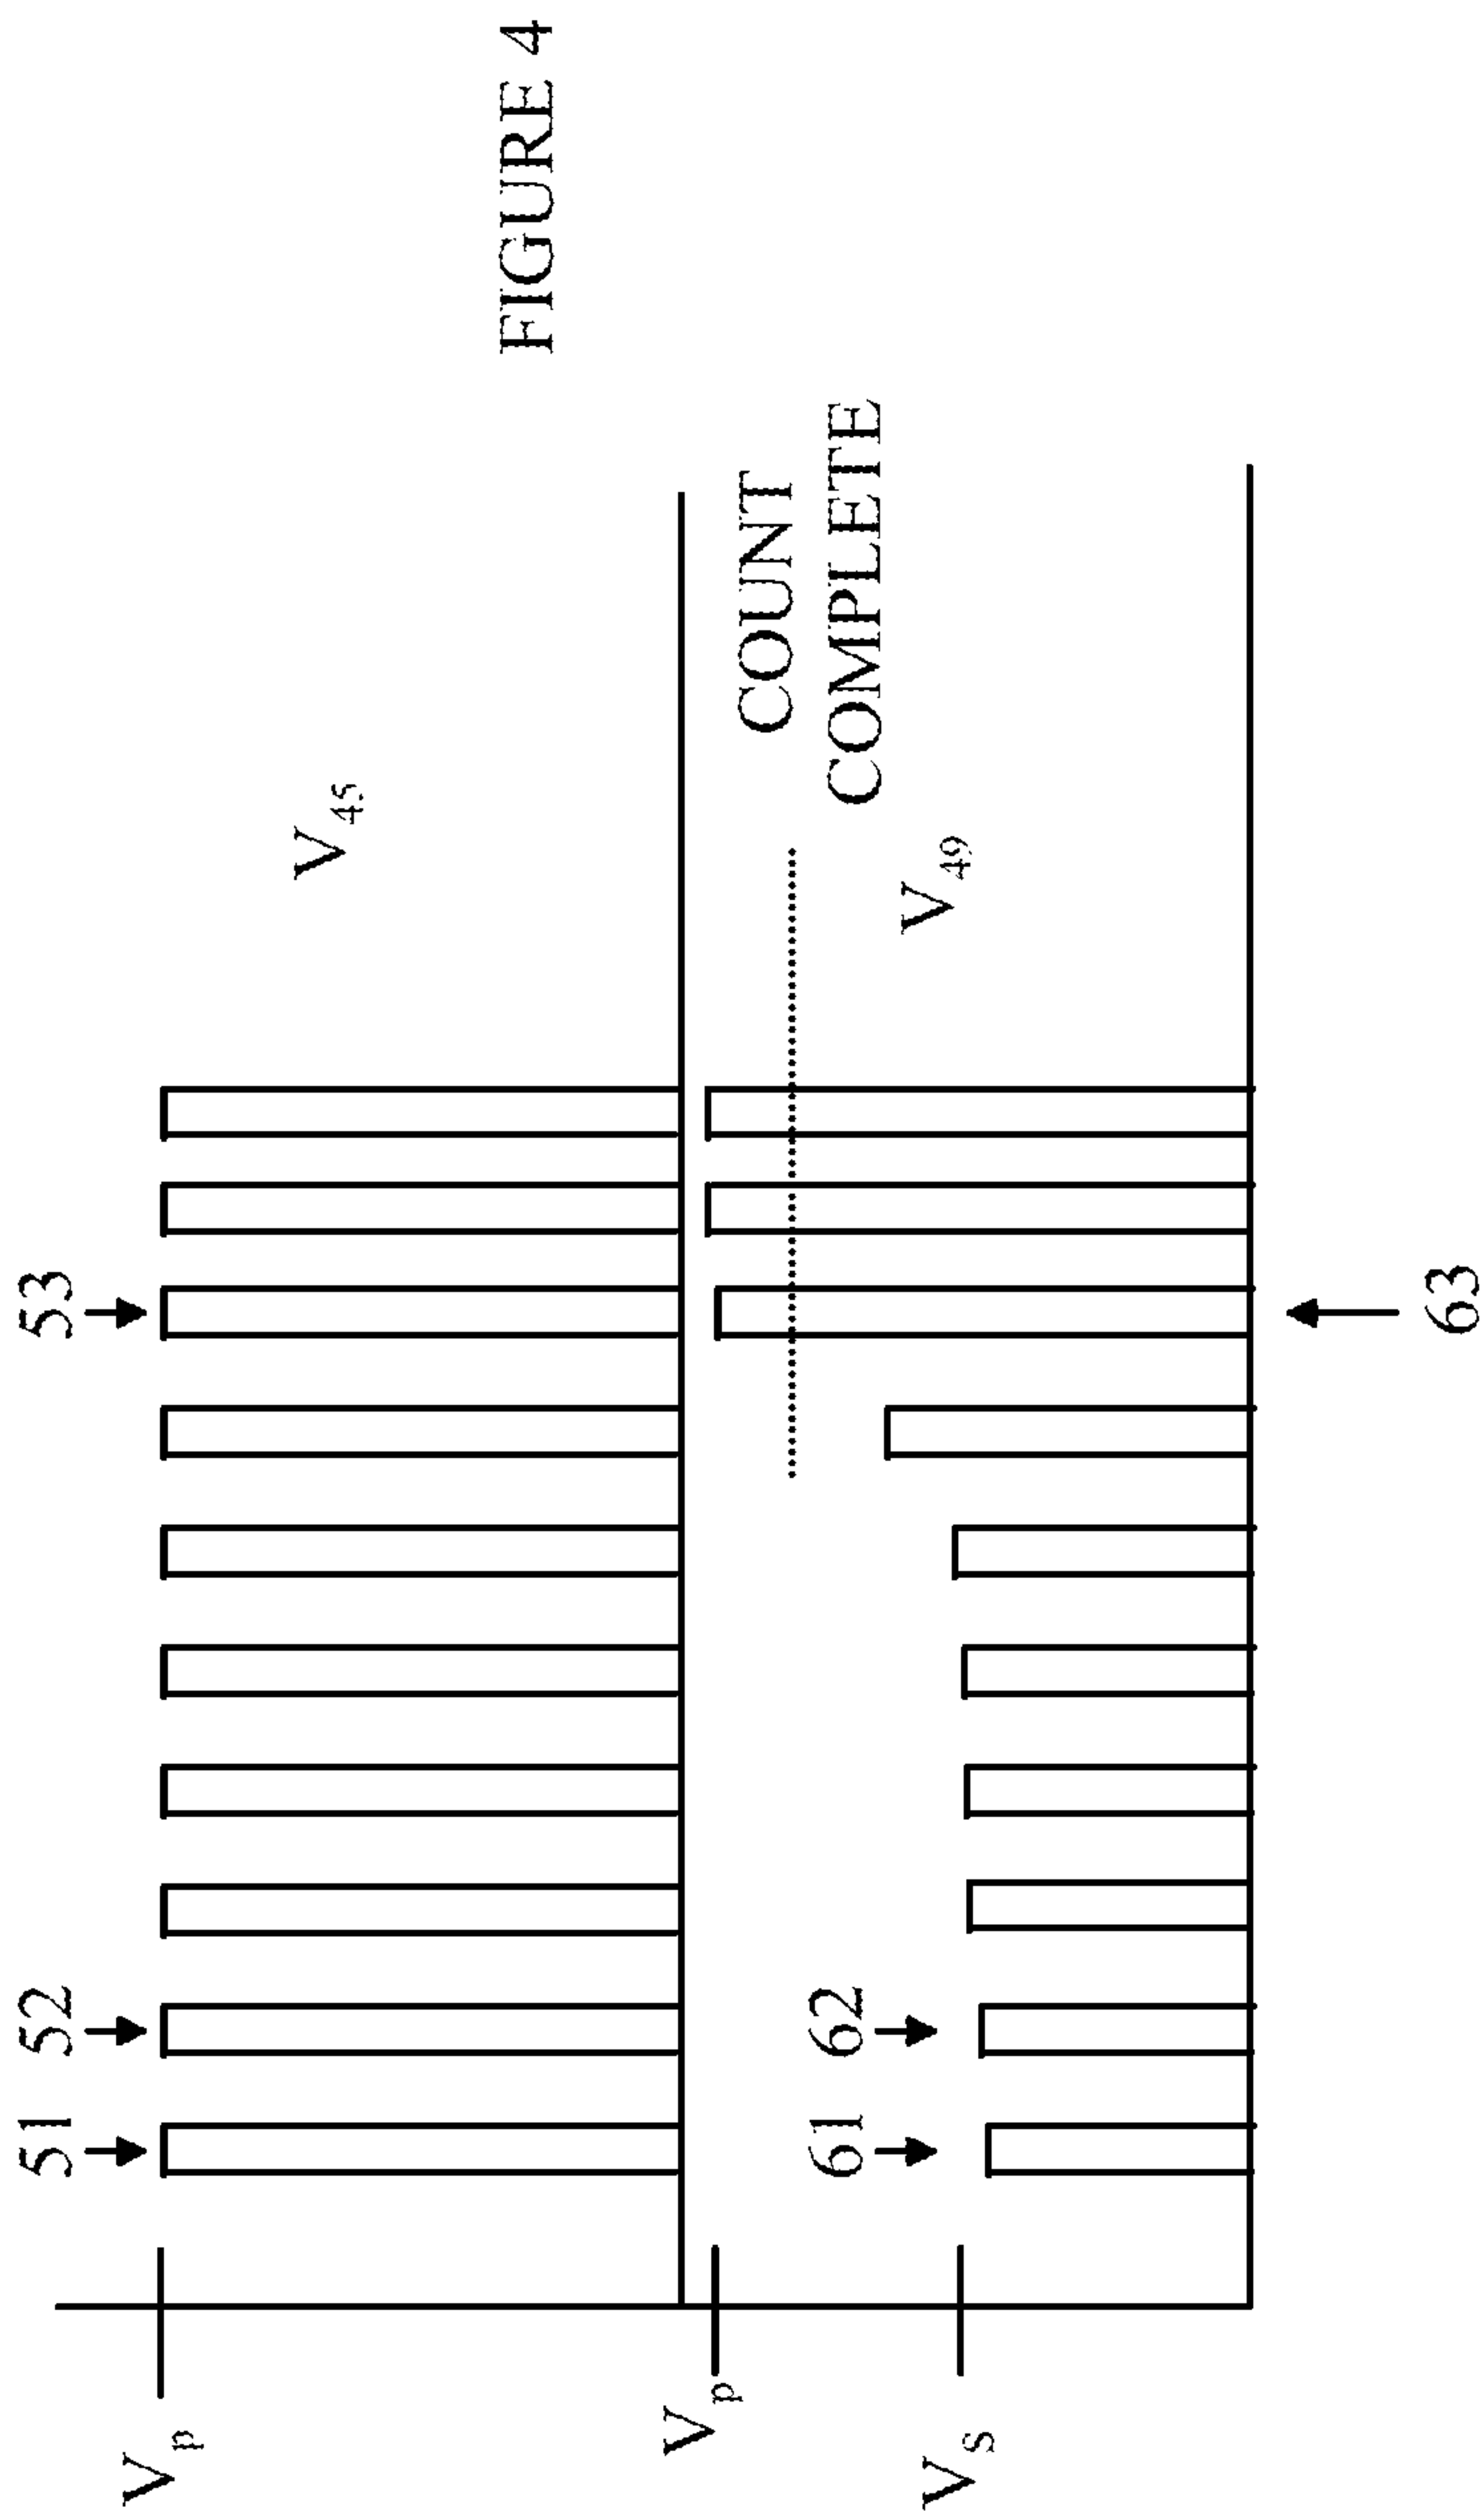 51 52 53
Vp
V45
FIGURE 4
Vp
COUNT
COMPLETE
61 62
V49
Vs
63